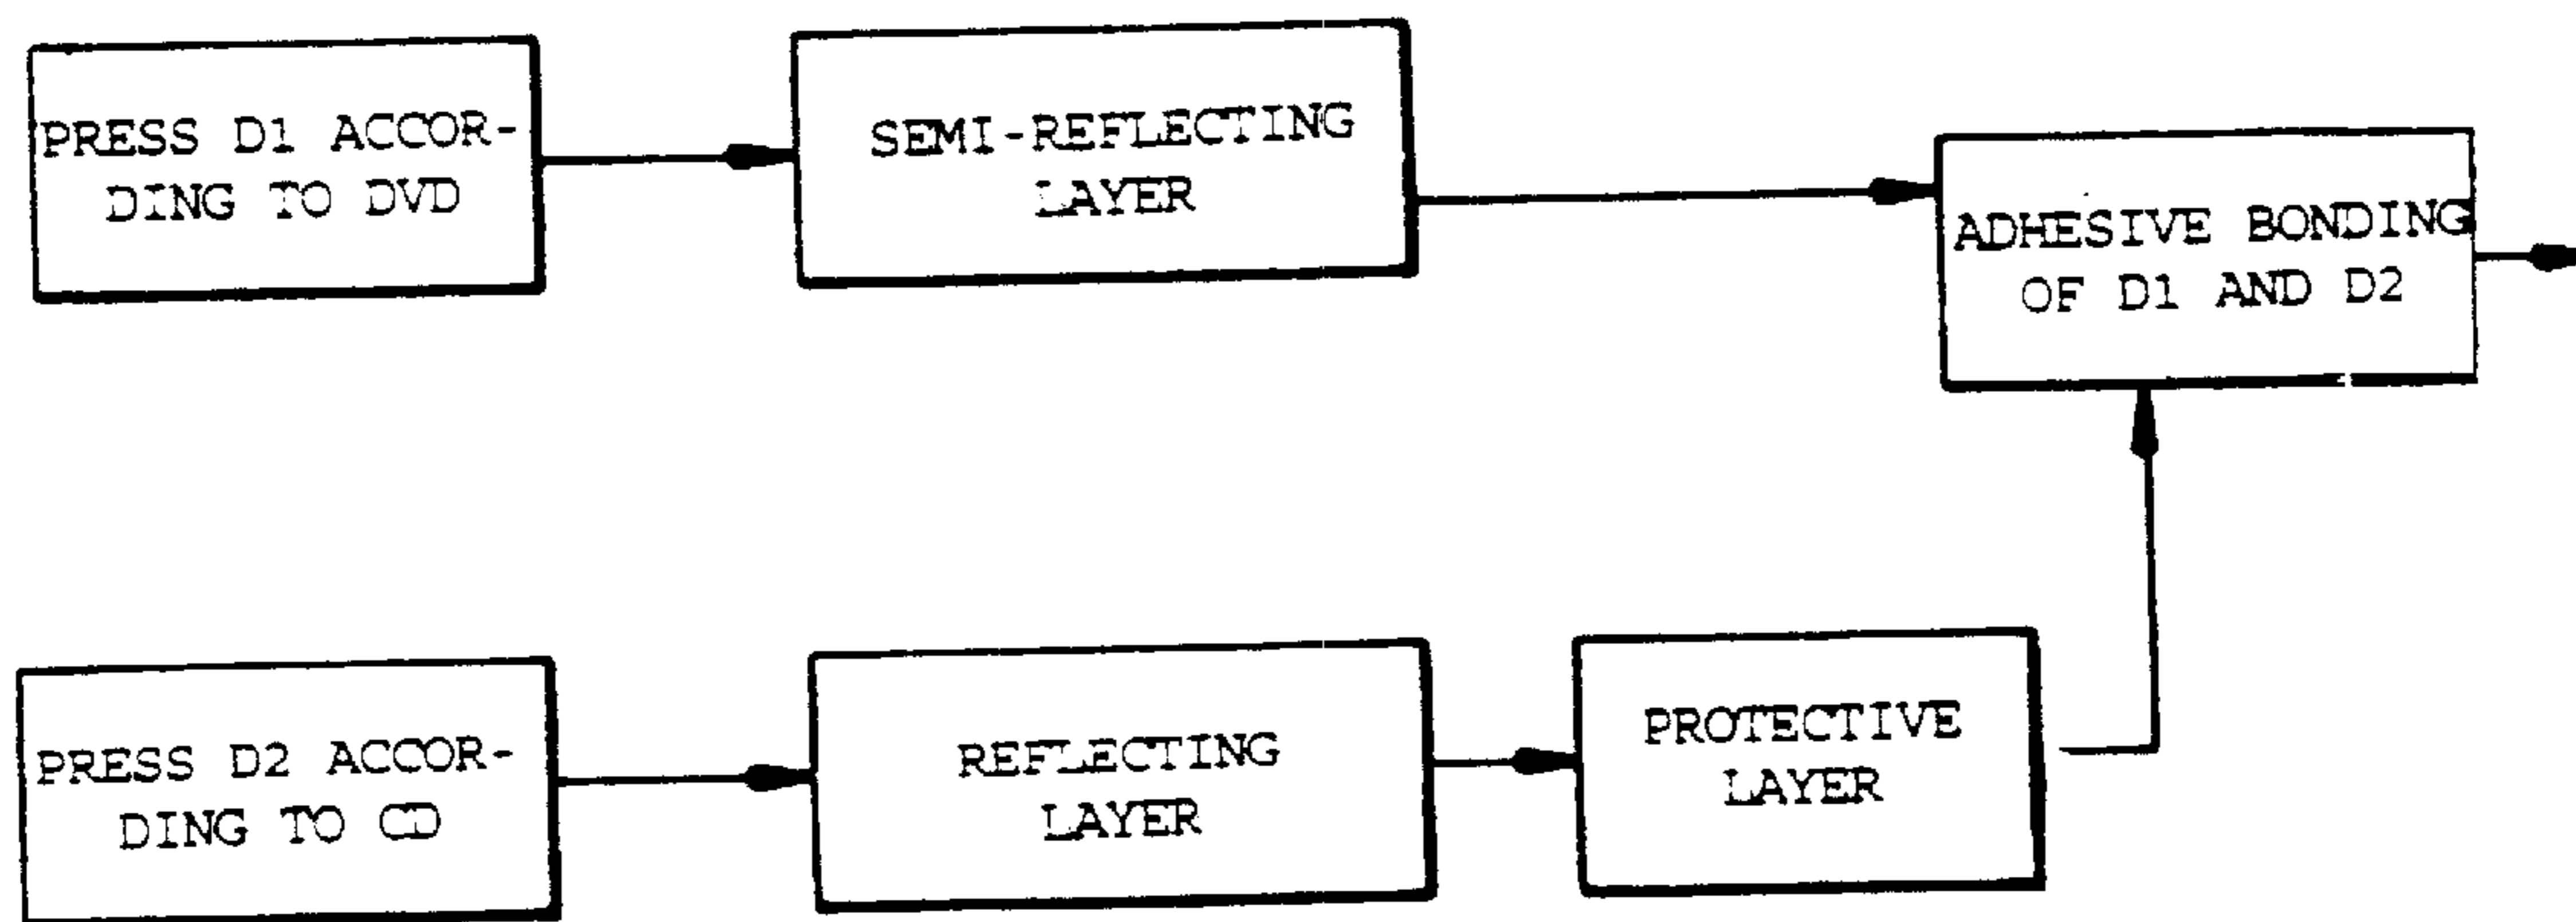 PRESS D1 ACCOR-
DING TO DVD
SEMI-REFLECTING
LAYER
ADHESIVE BONDING
OF D1 AND D2
PRESS D2 ACCOR-
DING TO CD
REFLECTING
LAYER
PROTECTIVE
LAYER